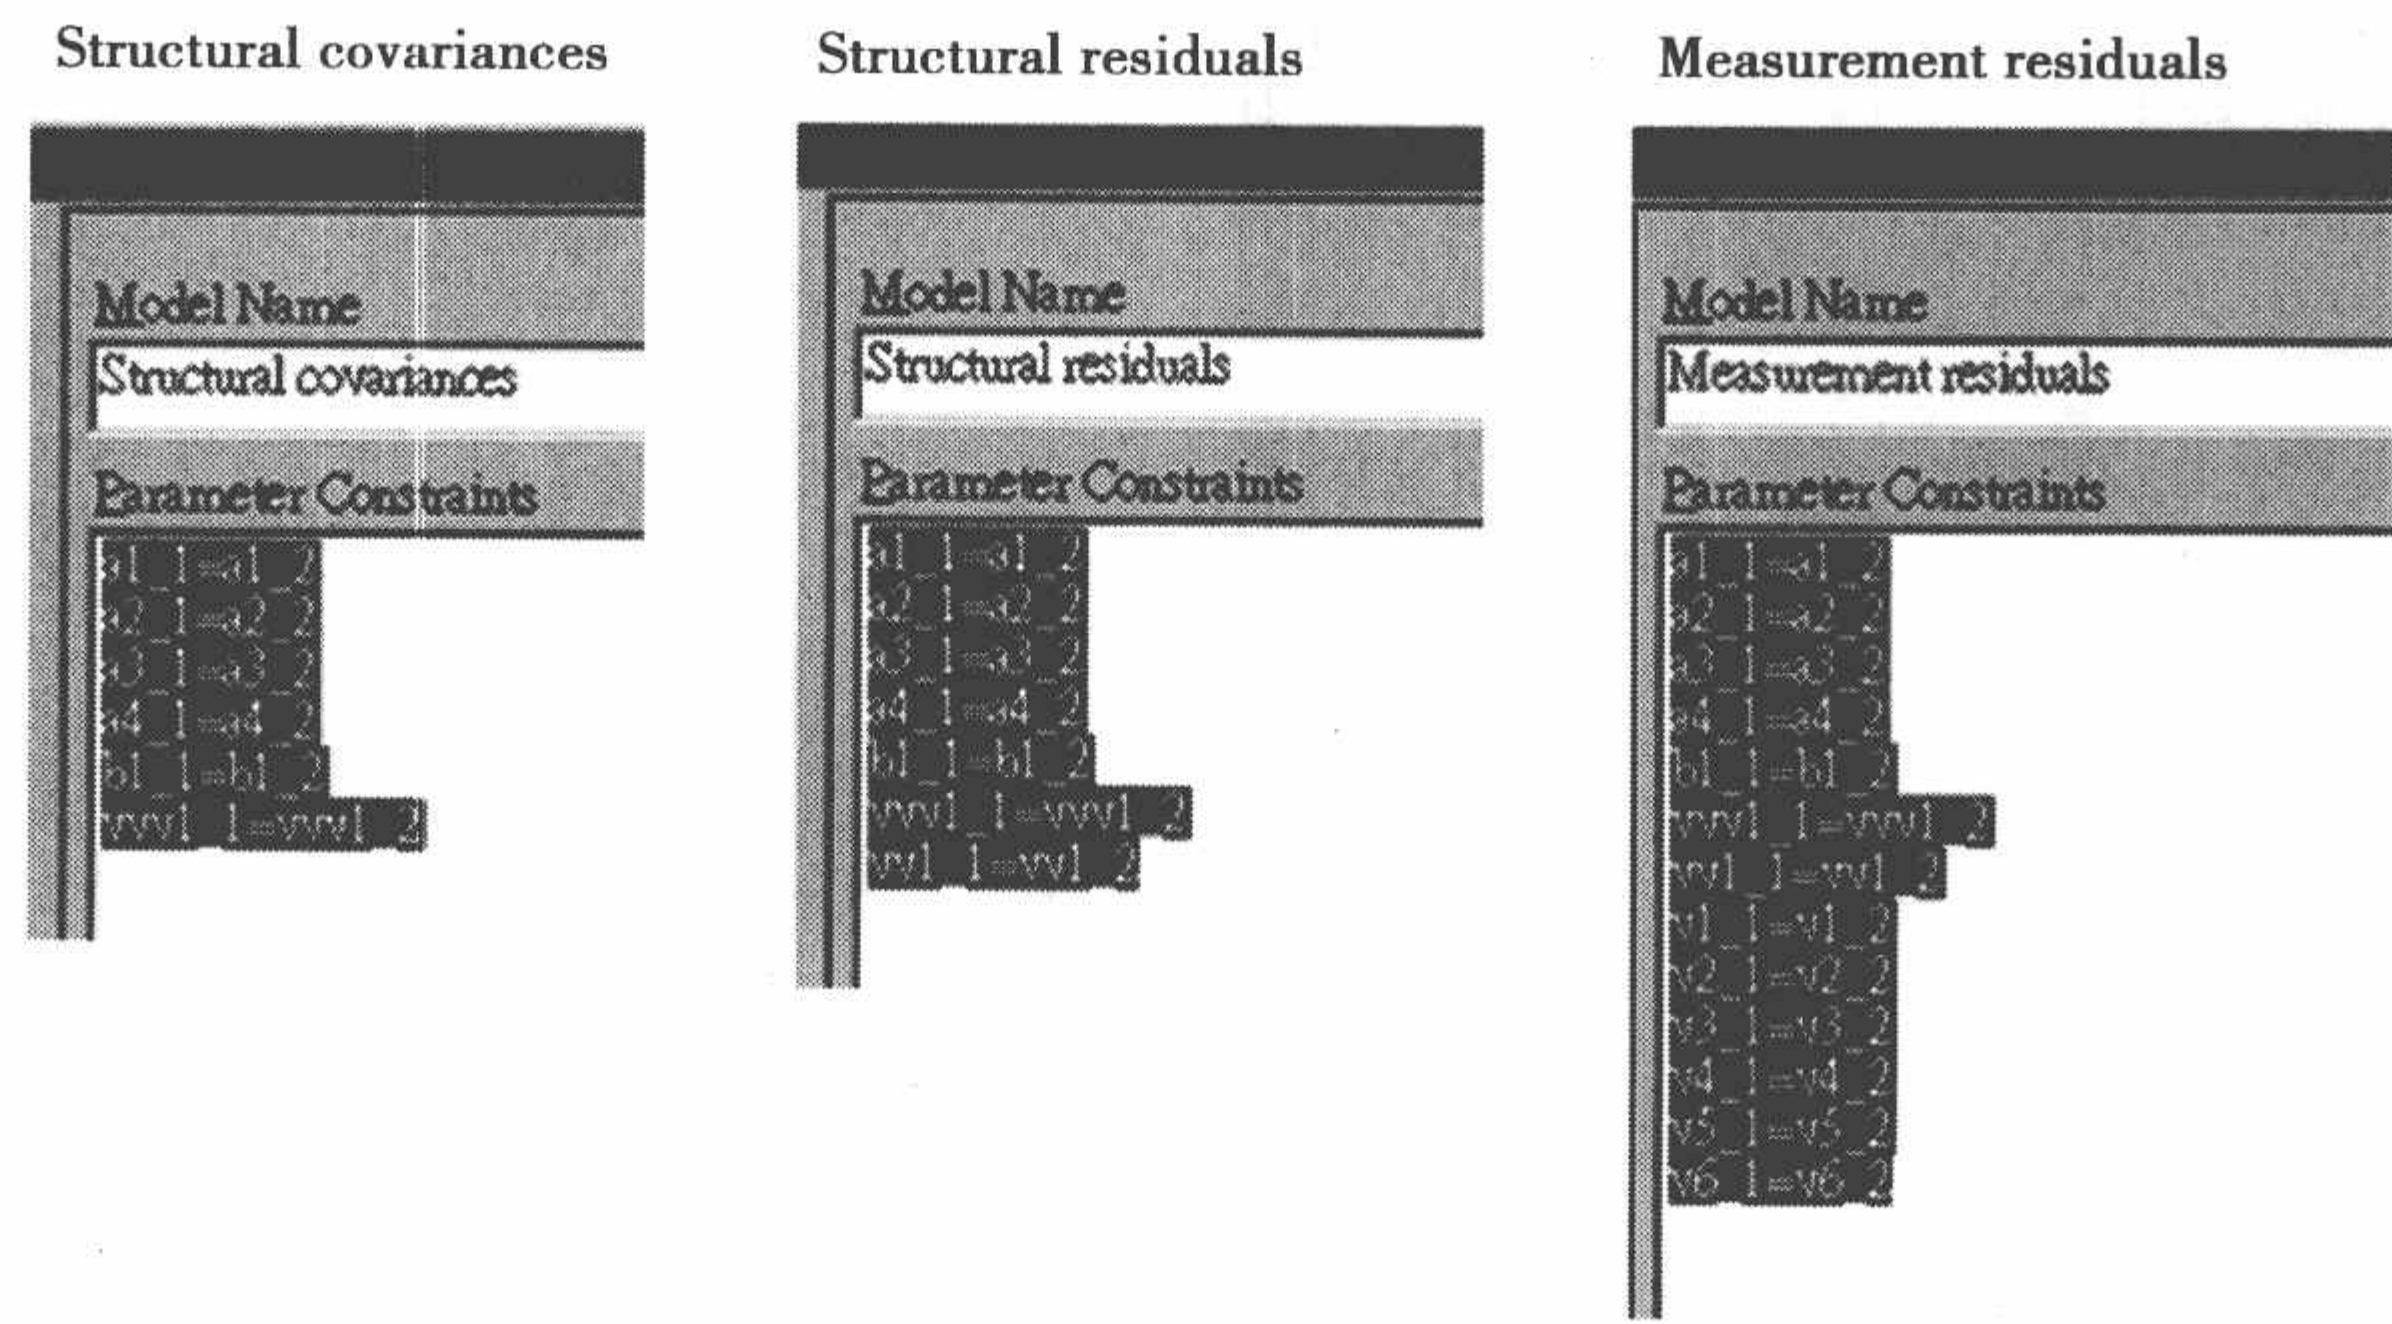 Structural covariances
Model Name
Structural covariances
Parameter Constraints
a1_1=a1_2
a2_1=a2_2
a3_1=a3_2
a4_1=a4_2
b1_1=b1_2
vvv1_1=vvv1_2
Structural residuals
Model Name
Structural residuals
Parameter Constraints
a1_1=a1_2
a2_1=a2_2
a3_1=a3_2
a4_1=a4_2
b1_1=b1_2
vvv1_1=vvv1_2
vv1_1=vv1_2
Measurement residuals
Model Name
Measurement residuals
Parameter Constraints
a1_1=a1_2
a2_1=a2_2
a3_1=a3_2
a4_1=a4_2
b1_1=b1_2
vvv1_1=vvv1_2
vv1_1=vv1_2
v1_1=v1_2
v2_1=v2_2
v3_1=v3_2
v4_1=v4_2
v5_1=v5_2
v6_1=v6_2